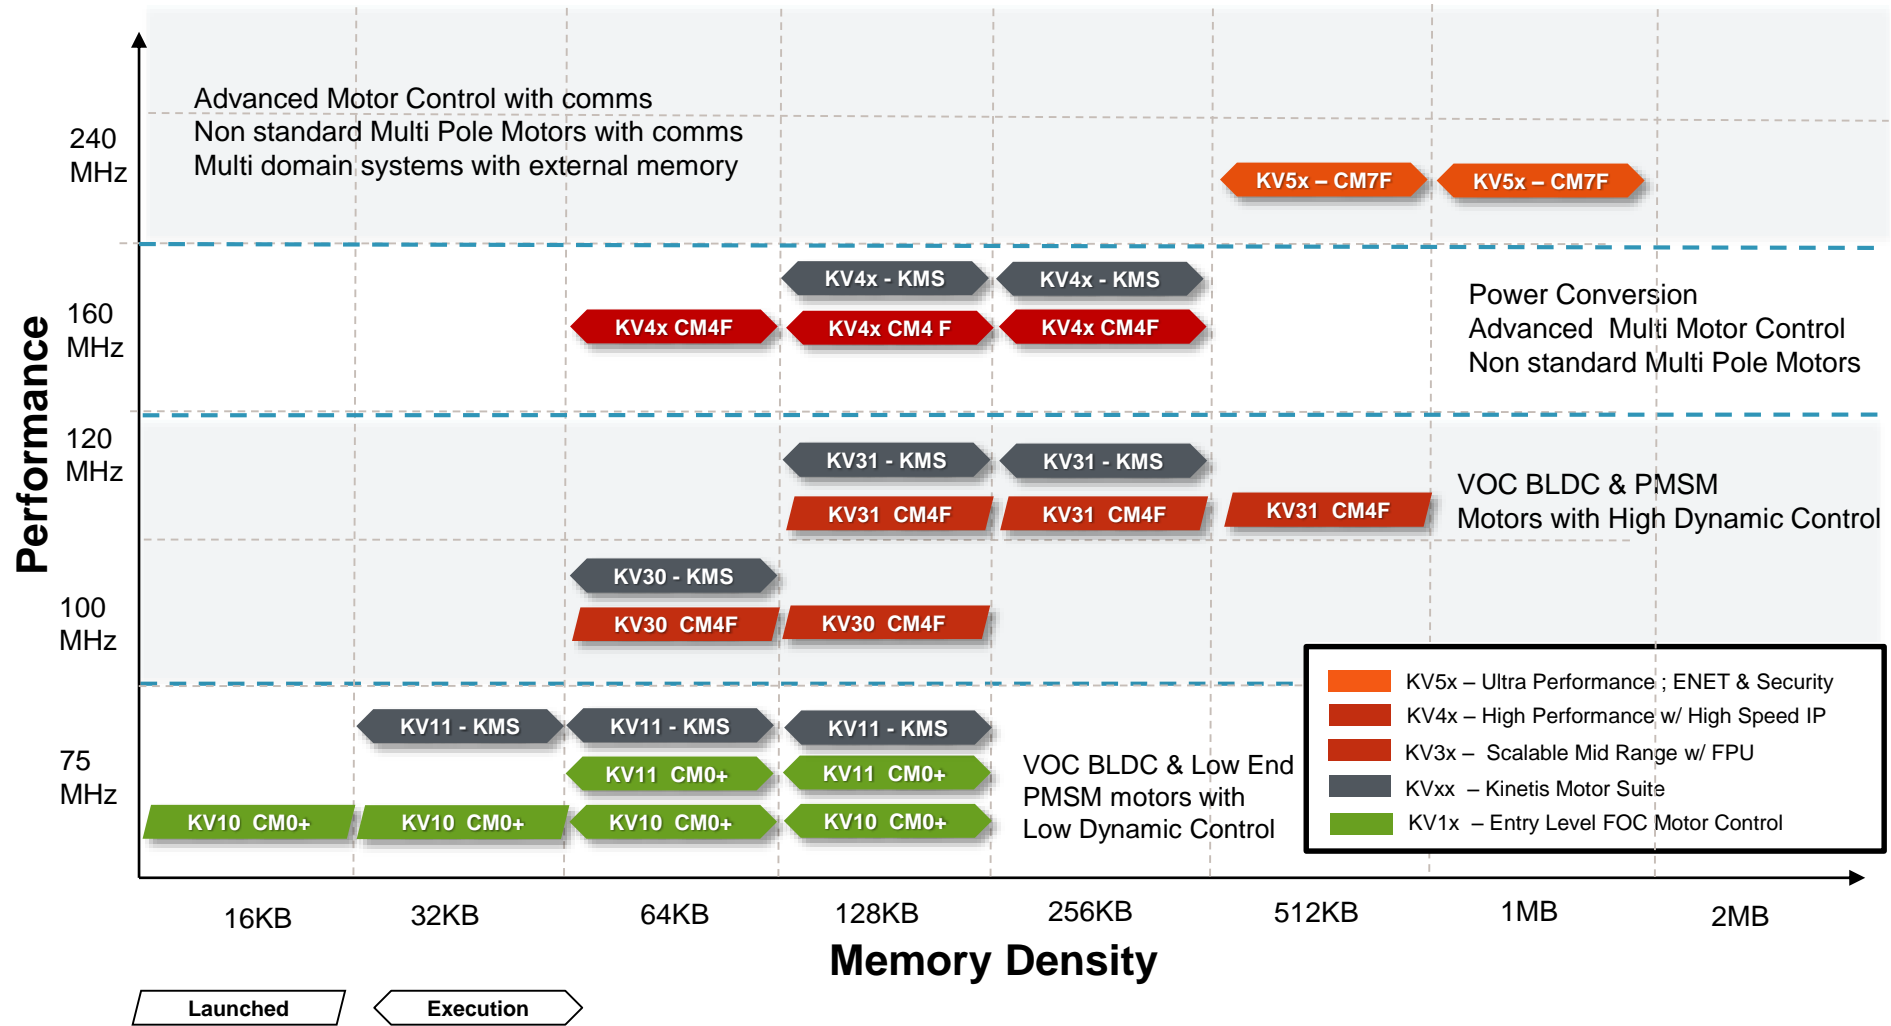 Advanced Motor Control with comms
Non standard Multi Pole Motors with comms
Multi domain systems with external memory
240
MHz
KV5x – CM7F
KV5x – CM7F
KV4x - KMS
KV4x - KMS
160
MHz
KV4x CM4F
KV4x CM4 F
KV4x CM4F
Power Conversion
Advanced  Multi Motor Control
Non standard Multi Pole Motors
Performance
120
MHz
KV31 - KMS
KV31 - KMS
KV31  CM4F
KV31  CM4F
KV31  CM4F
VOC BLDC & PMSM
Motors with High Dynamic Control
KV30 - KMS
100
MHz
KV30  CM4F
KV30  CM4F
KV11 - KMS
KV11 - KMS
KV11 - KMS
75
MHz
KV11  CM0+
KV11  CM0+
KV10  CM0+
KV10  CM0+
KV10  CM0+
KV10  CM0+
VOC BLDC & Low End
PMSM motors with
Low Dynamic Control
KV5x – Ultra Performance ; ENET & Security
KV4x – High Performance w/ High Speed IP
KV3x –  Scalable Mid Range w/ FPU
KVxx  – Kinetis Motor Suite
KV1x  – Entry Level FOC Motor Control
16KB
32KB
64KB
128KB
256KB
512KB
1MB
2MB
Memory Density
Launched
Execution